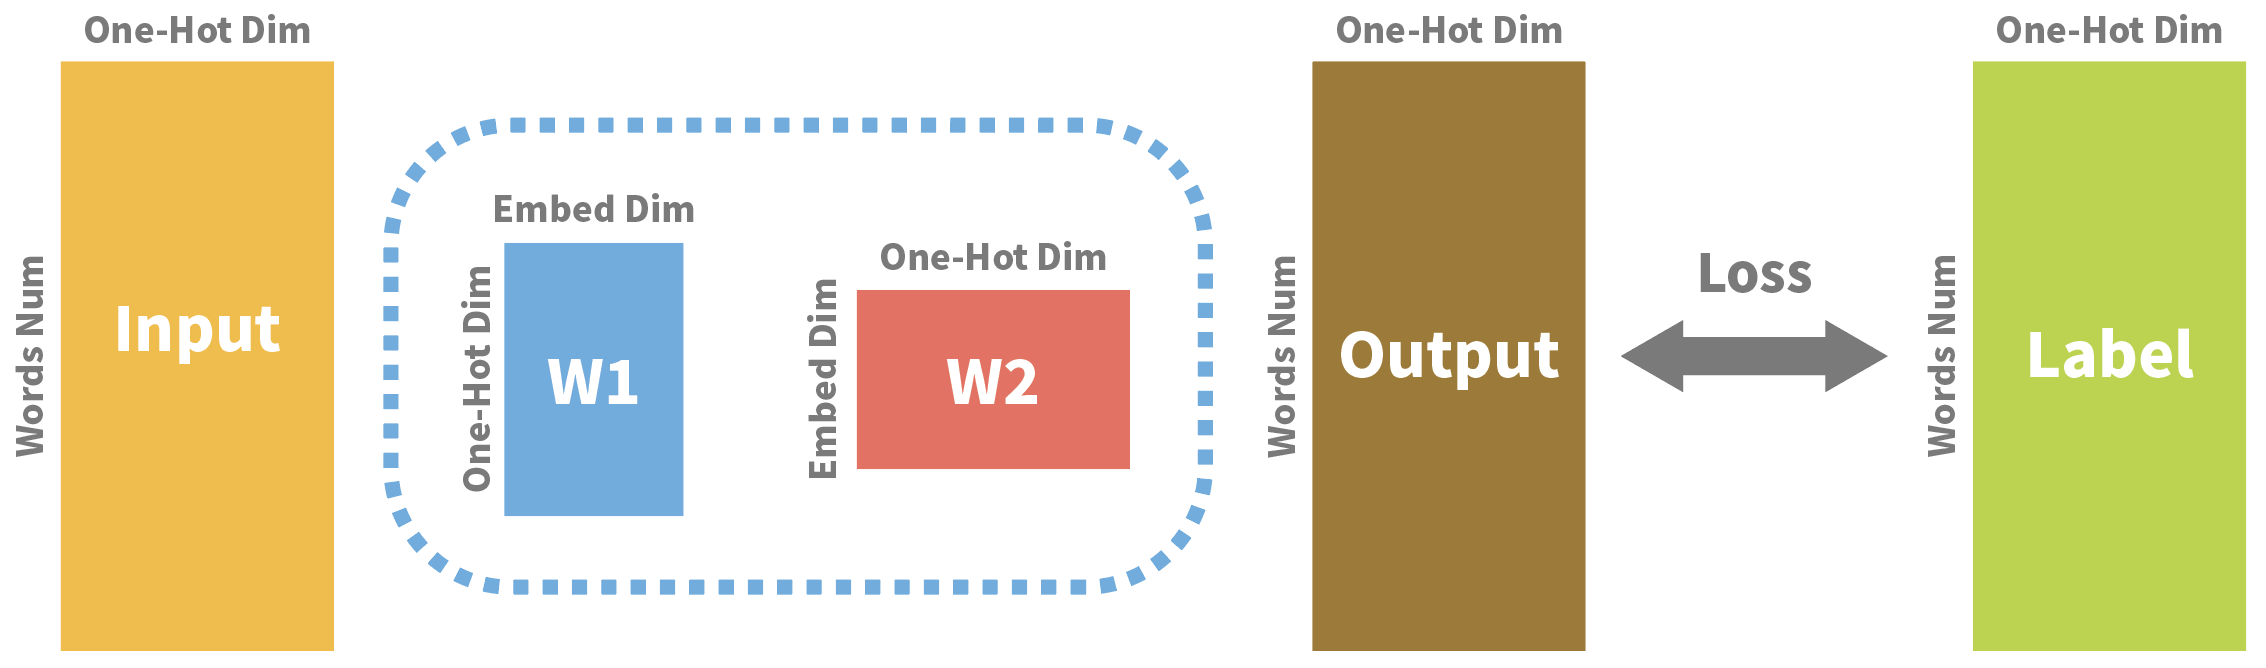 One-Hot Dim
Words Num
Input
Embed Dim
One-Hot Dim
W1
One-Hot Dim
Embed Dim
W2
One-Hot Dim
Words Num
Output
Loss
One-Hot Dim
Words Num
Label